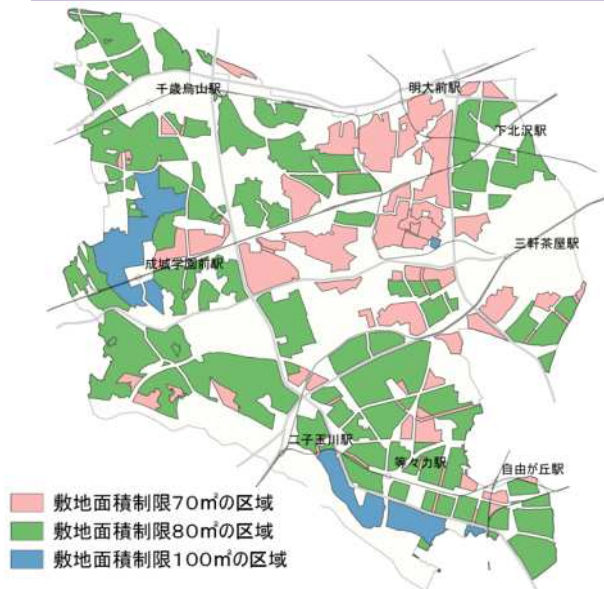 千歳烏山駅
明大前駅
下北沢駅
三軒茶屋駅
成城学園前駅
二子玉川駅
等々力駅
自由が丘駅
敷地面積制限70㎡の区域
敷地面積制限80㎡の区域
敷地面積制限100㎡の区域